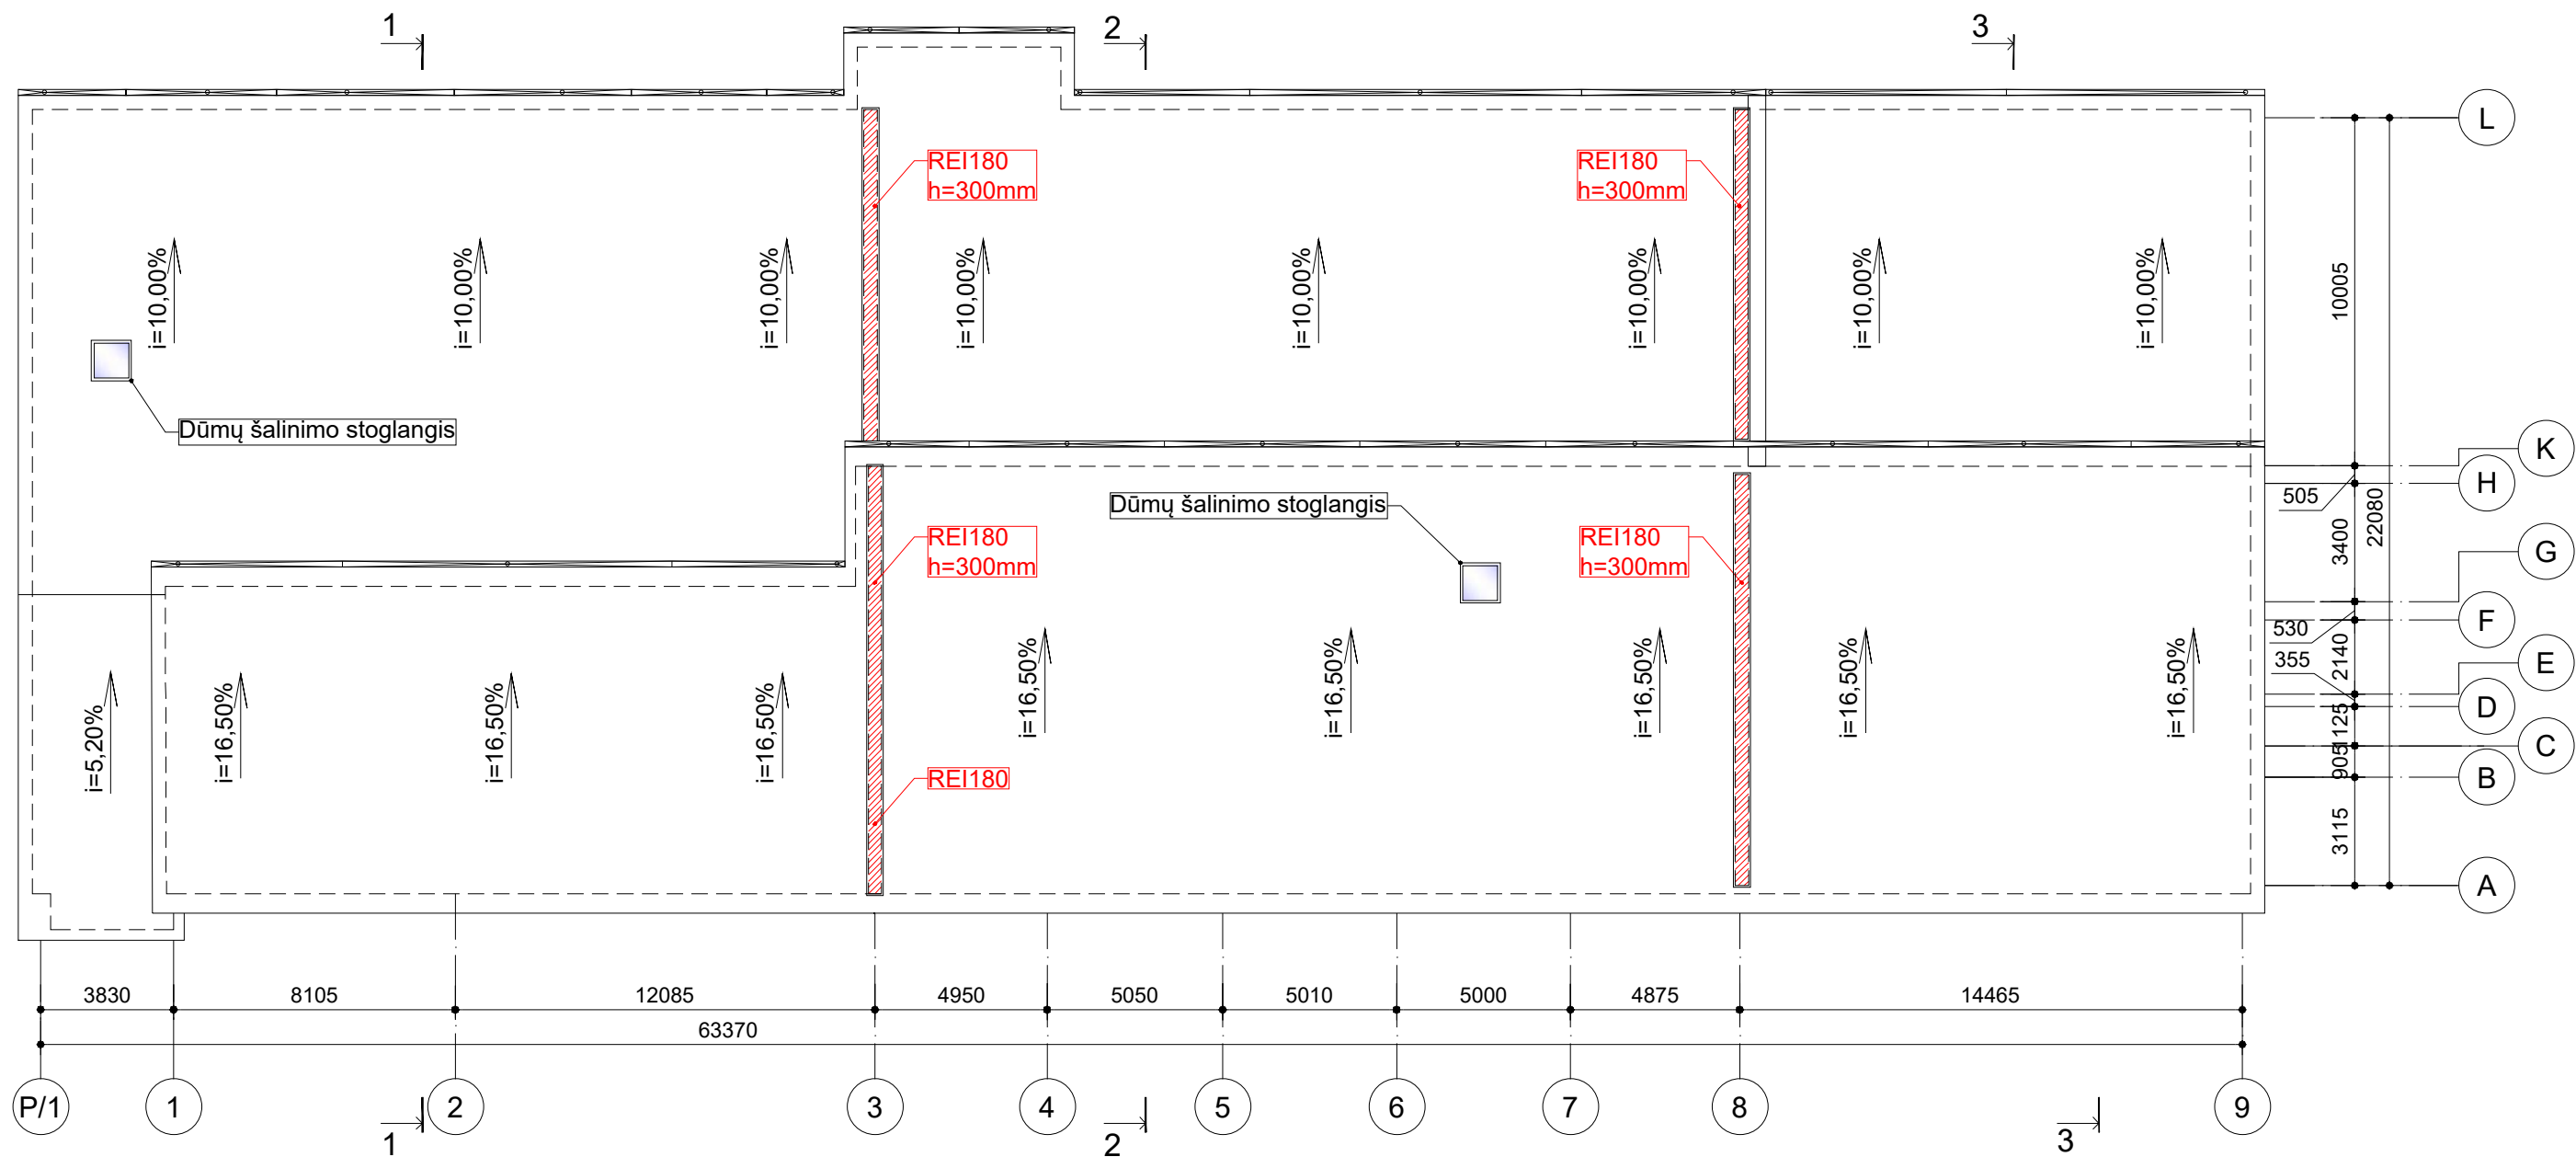 1
2
3
L
REI180
h=300mm
REI180
h=300mm
i=10,00%
i=10,00%
i=10,00%
i=10,00%
i=10,00%
i=10,00%
i=10,00%
i=10,00%
10005
Dūmų šalinimo stoglangis
K
H
505
Dūmų šalinimo stoglangis
22080
3400
REI180
h=300mm
REI180
h=300mm
G
530
F
355
2140
E
i=5,20%
i=16,50%
i=16,50%
i=16,50%
i=16,50%
i=16,50%
i=16,50%
i=16,50%
i=16,50%
1125
D
905
C
REI180
B
3115
A
3830
8105
12085
4950
5050
5010
5000
4875
14465
63370
P/1
1
2
3
4
5
6
7
8
9
1
2
3